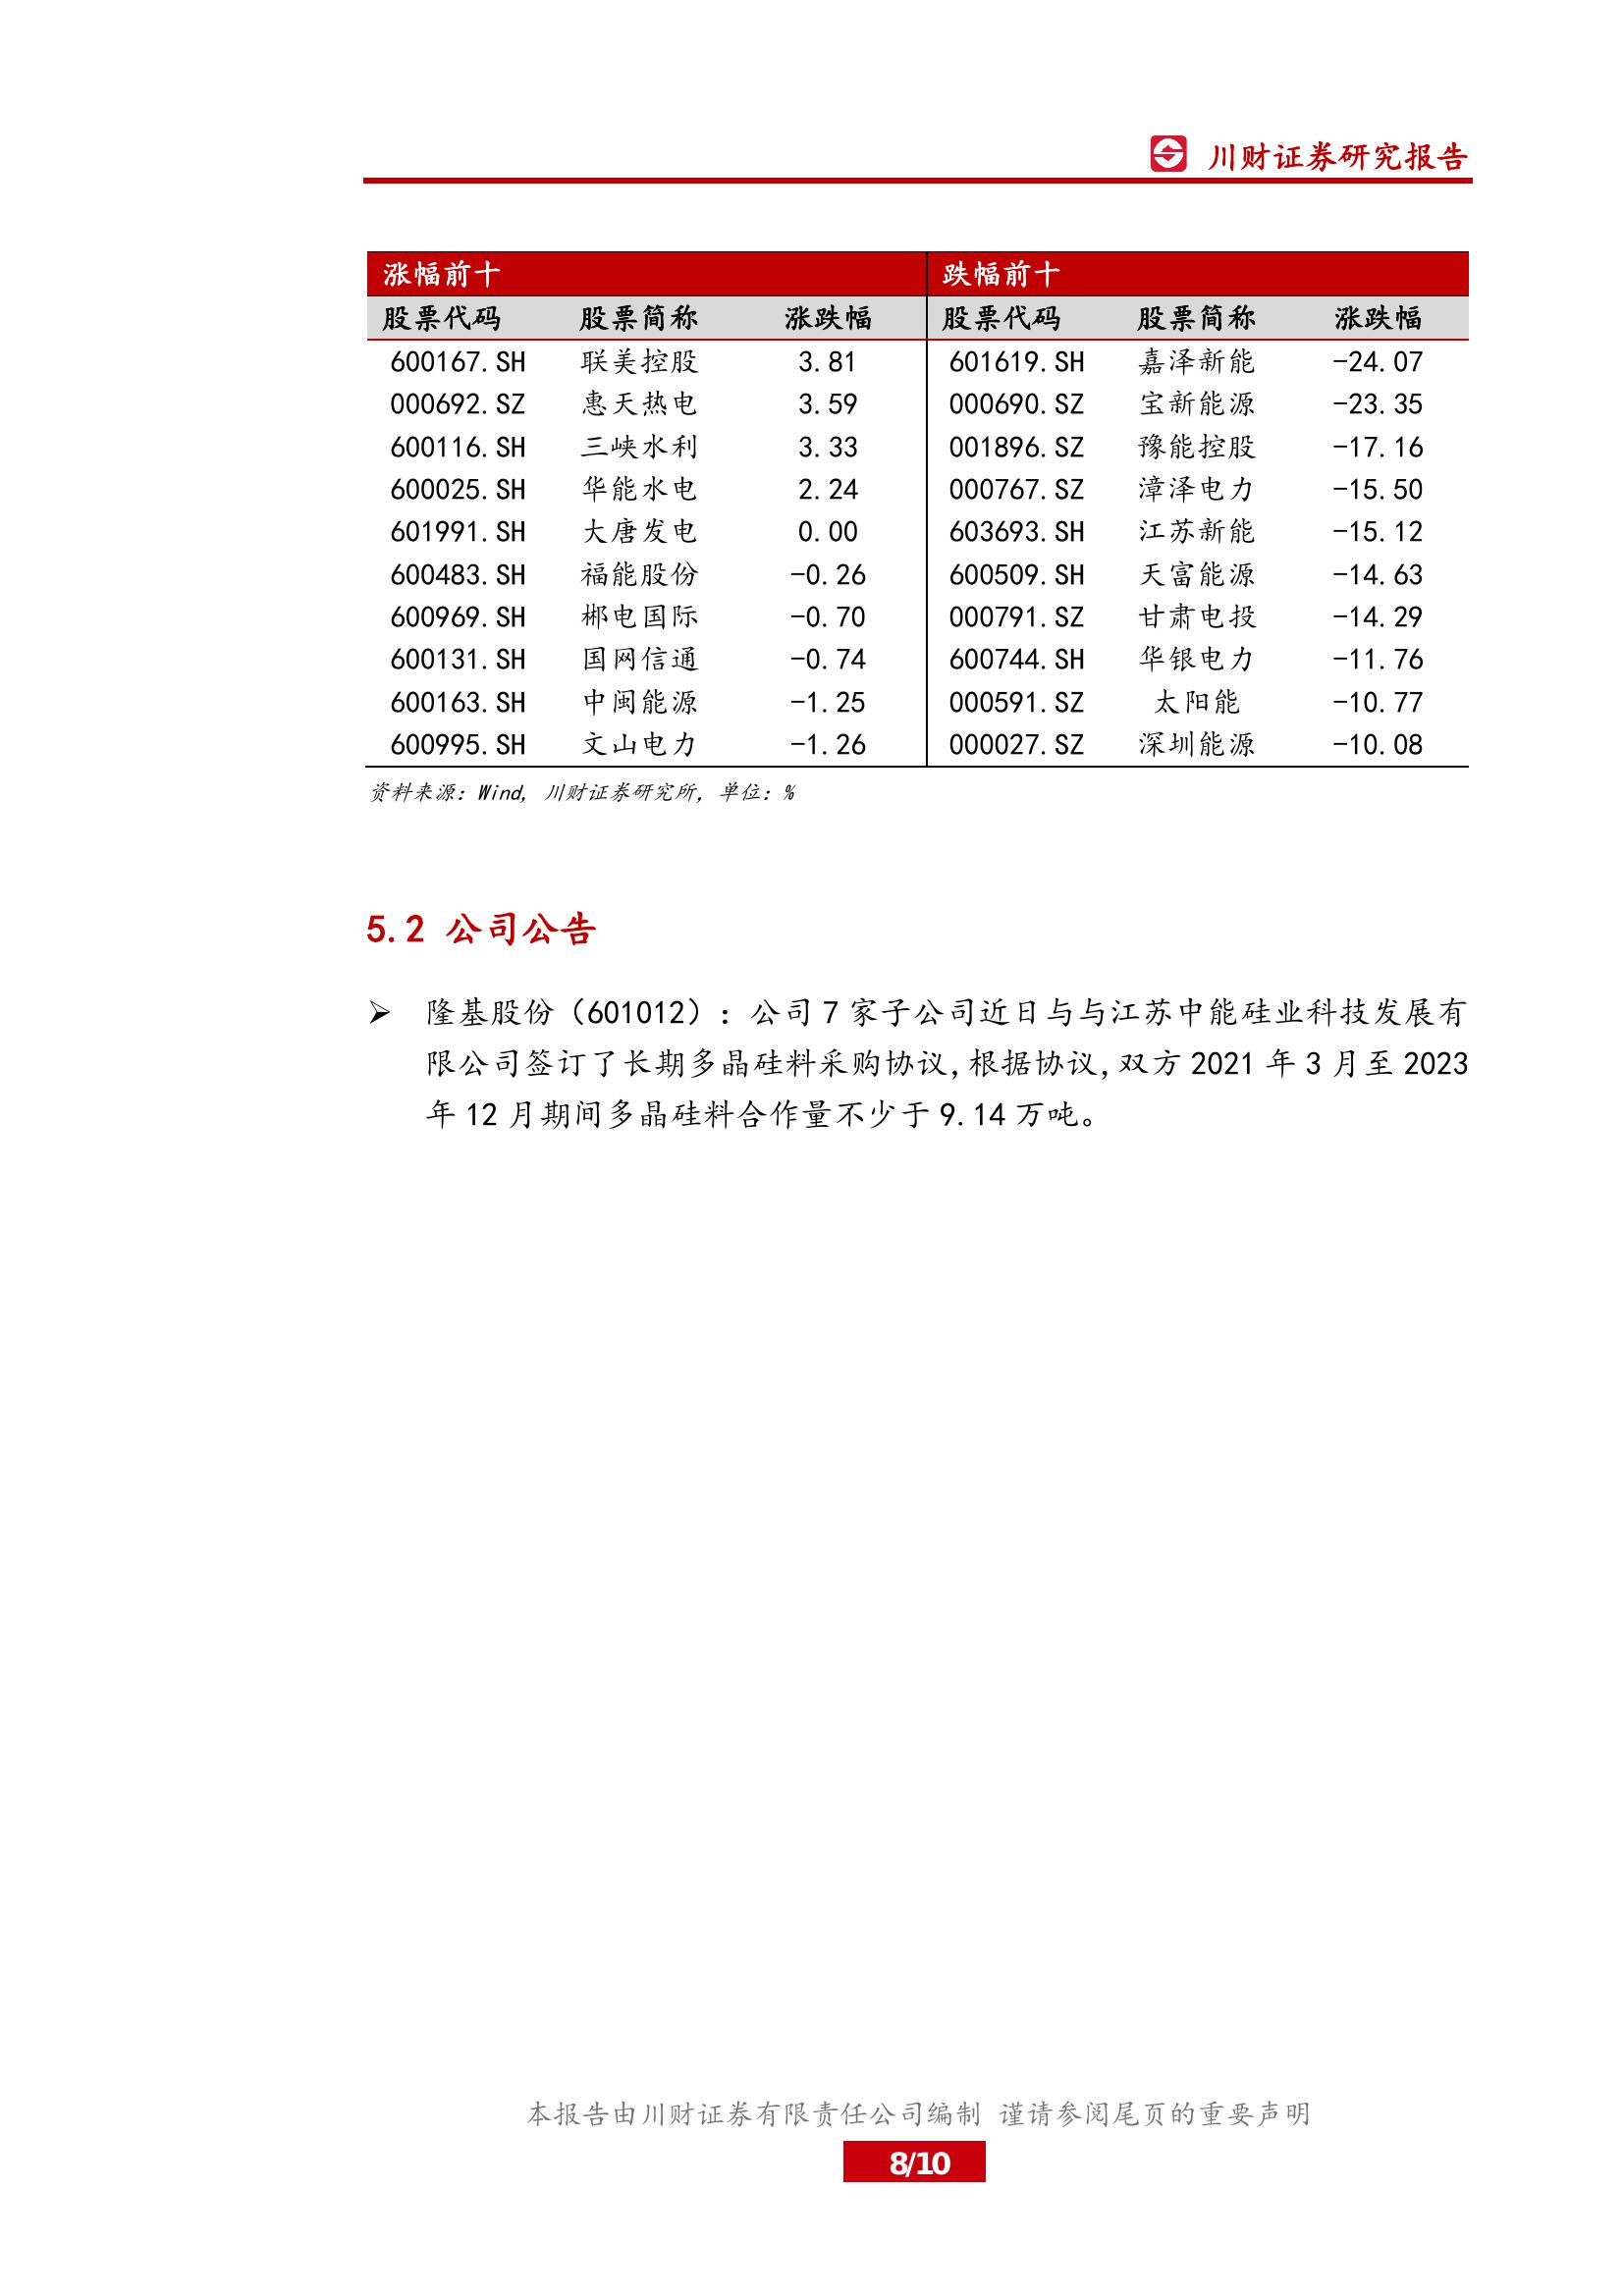 川财证券研究报告
涨幅前十 跌幅前十
股票代码 股票简称 涨跌幅 股票代码 股票简称 涨跌幅
600167.SH 联美控股 3.81 601619.SH 嘉泽新能 -24.07
000692.SZ 惠天热电 3.59 000690.SZ 宝新能源 -23.35
600116.SH 三峡水利 3.33 001896.SZ 豫能控股 -17.16
600025.SH 华能水电 2.24 000767.SZ 漳泽电力 -15.50
601991.SH 大唐发电 0.00 603693.SH 江苏新能 -15.12
600483.SH 福能股份 -0.26 600509.SH 天富能源 -14.63
600969.SH 郴电国际 -0.70 000791.SZ 甘肃电投 -14.29
600131.SH 国网信通 -0.74 600744.SH 华银电力 -11.76
600163.SH 中闽能源 -1.25 000591.SZ 太阳能 -10.77
600995.SH 文山电力 -1.26 000027.SZ 深圳能源 -10.08
资料来源：Wind, 川财证券研究所, 单位：%
5.2 公司公告
➢ 隆基股份（601012）：公司 7 家子公司近日与与江苏中能硅业科技发展有
限公司签订了长期多晶硅料采购协议,根据协议,双方 2021 年 3 月至 2023
年 12 月期间多晶硅料合作量不少于 9.14 万吨。
本报告由川财证券有限责任公司编制 谨请参阅尾页的重要声明
8/10